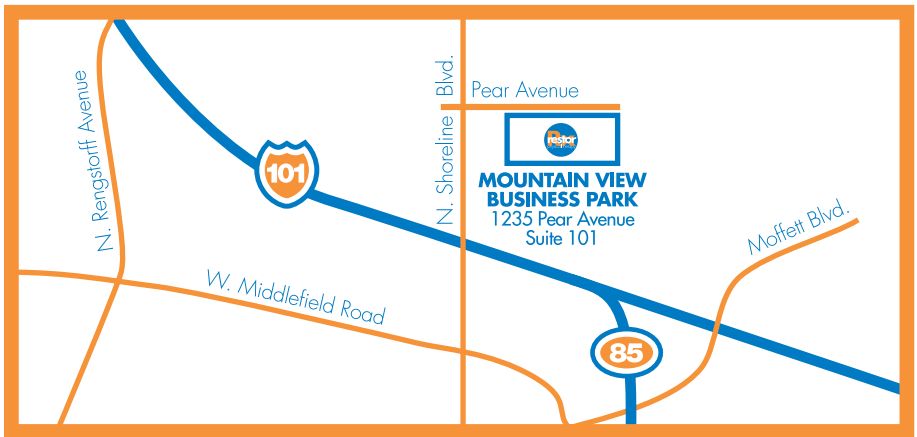 N. Rengstorff Avenue
101
N. Shoreline Blvd.
Pear Avenue
MOUNTAIN VIEW
BUSINESS PARK
1235 Pear Avenue
Suite 101
Moffett Blvd.
W. Middlefield Road
85